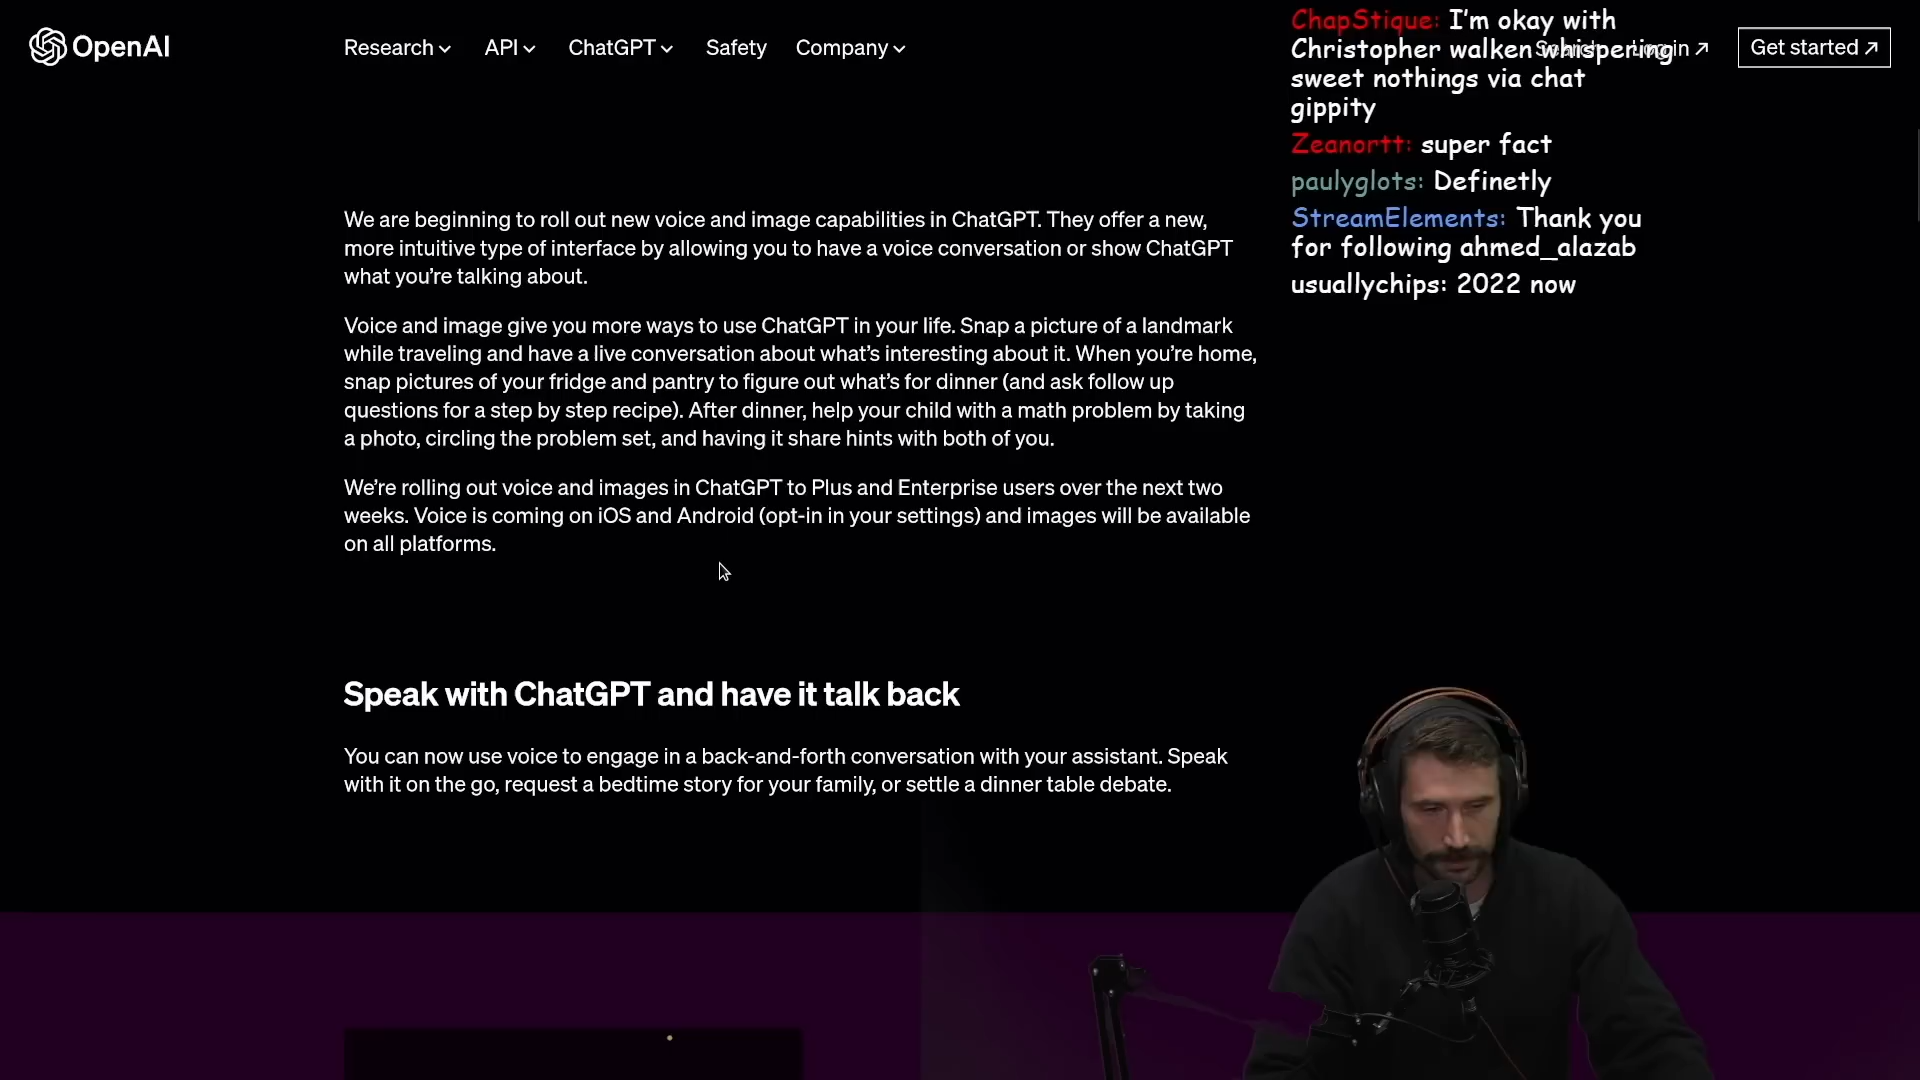 OpenAI
Research
API
ChatGPT
Safety
Company
Search
Log in ↗
Get started ↗
We are beginning to roll out new voice and image capabilities in ChatGPT. They offer a new,
more intuitive type of interface by allowing you to have a voice conversation or show ChatGPT
what you’re talking about.
Voice and image give you more ways to use ChatGPT in your life. Snap a picture of a landmark
while traveling and have a live conversation about what’s interesting about it. When you’re home,
snap pictures of your fridge and pantry to figure out what’s for dinner (and ask follow up
questions for a step by step recipe). After dinner, help your child with a math problem by taking
a photo, circling the problem set, and having it share hints with both of you.
We’re rolling out voice and images in ChatGPT to Plus and Enterprise users over the next two
weeks. Voice is coming on iOS and Android (opt-in in your settings) and images will be available
on all platforms.
Speak with ChatGPT and have it talk back
You can now use voice to engage in a back-and-forth conversation with your assistant. Speak
with it on the go, request a bedtime story for your family, or settle a dinner table debate.
ChapStique: I’m okay with
Christopher walken whispering
sweet nothings via chat
gippity
Zeanortt: super fact
paulyglots: Definetly
StreamElements: Thank you
for following ahmed_alazab
usuallychips: 2022 now